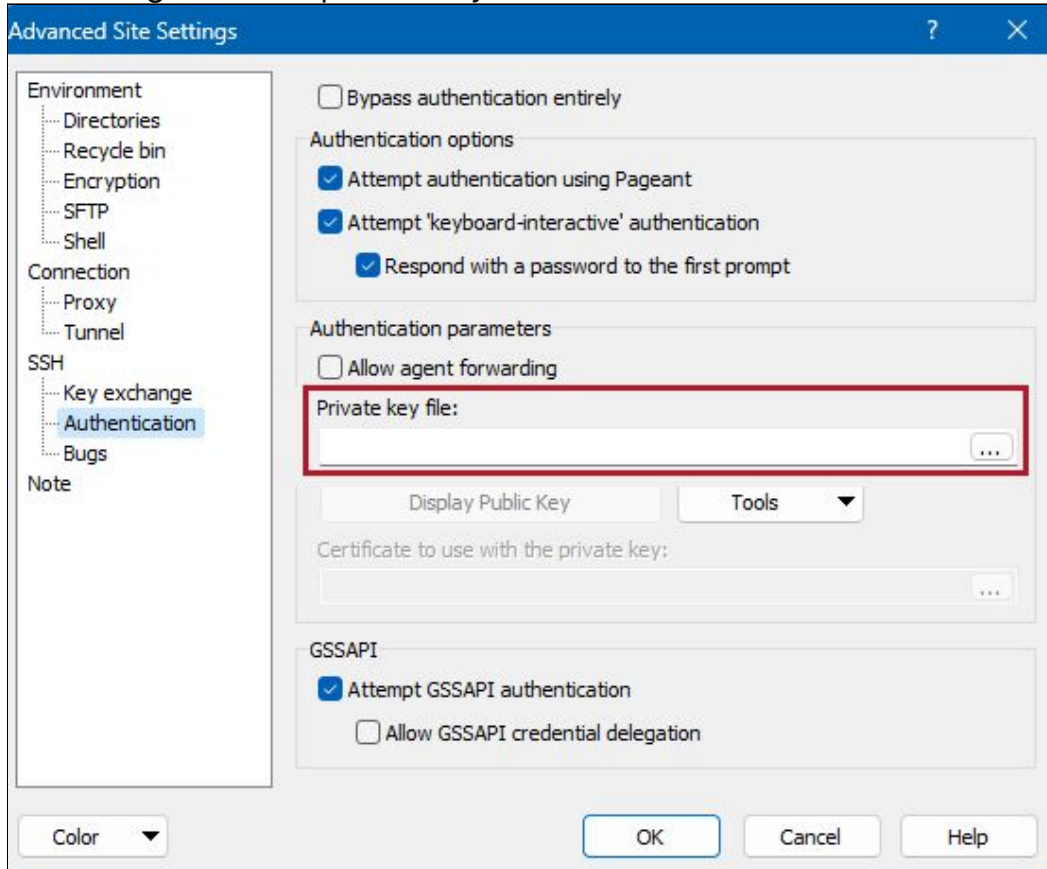 Advanced Site Settings ? ×
Environment
Directories
Recycle bin
Encryption
SFTP
Shell
Connection
Proxy
Tunnel
SSH
Key exchange
Authentication
Bugs
Note
Bypass authentication entirely
Authentication options
Attempt authentication using Pageant
Attempt 'keyboard-interactive' authentication
Respond with a password to the first prompt
Authentication parameters
Allow agent forwarding
Private key file:
...
Display Public Key Tools
Certificate to use with the private key:
...
GSSAPI
Attempt GSSAPI authentication
Allow GSSAPI credential delegation
Color OK Cancel Help